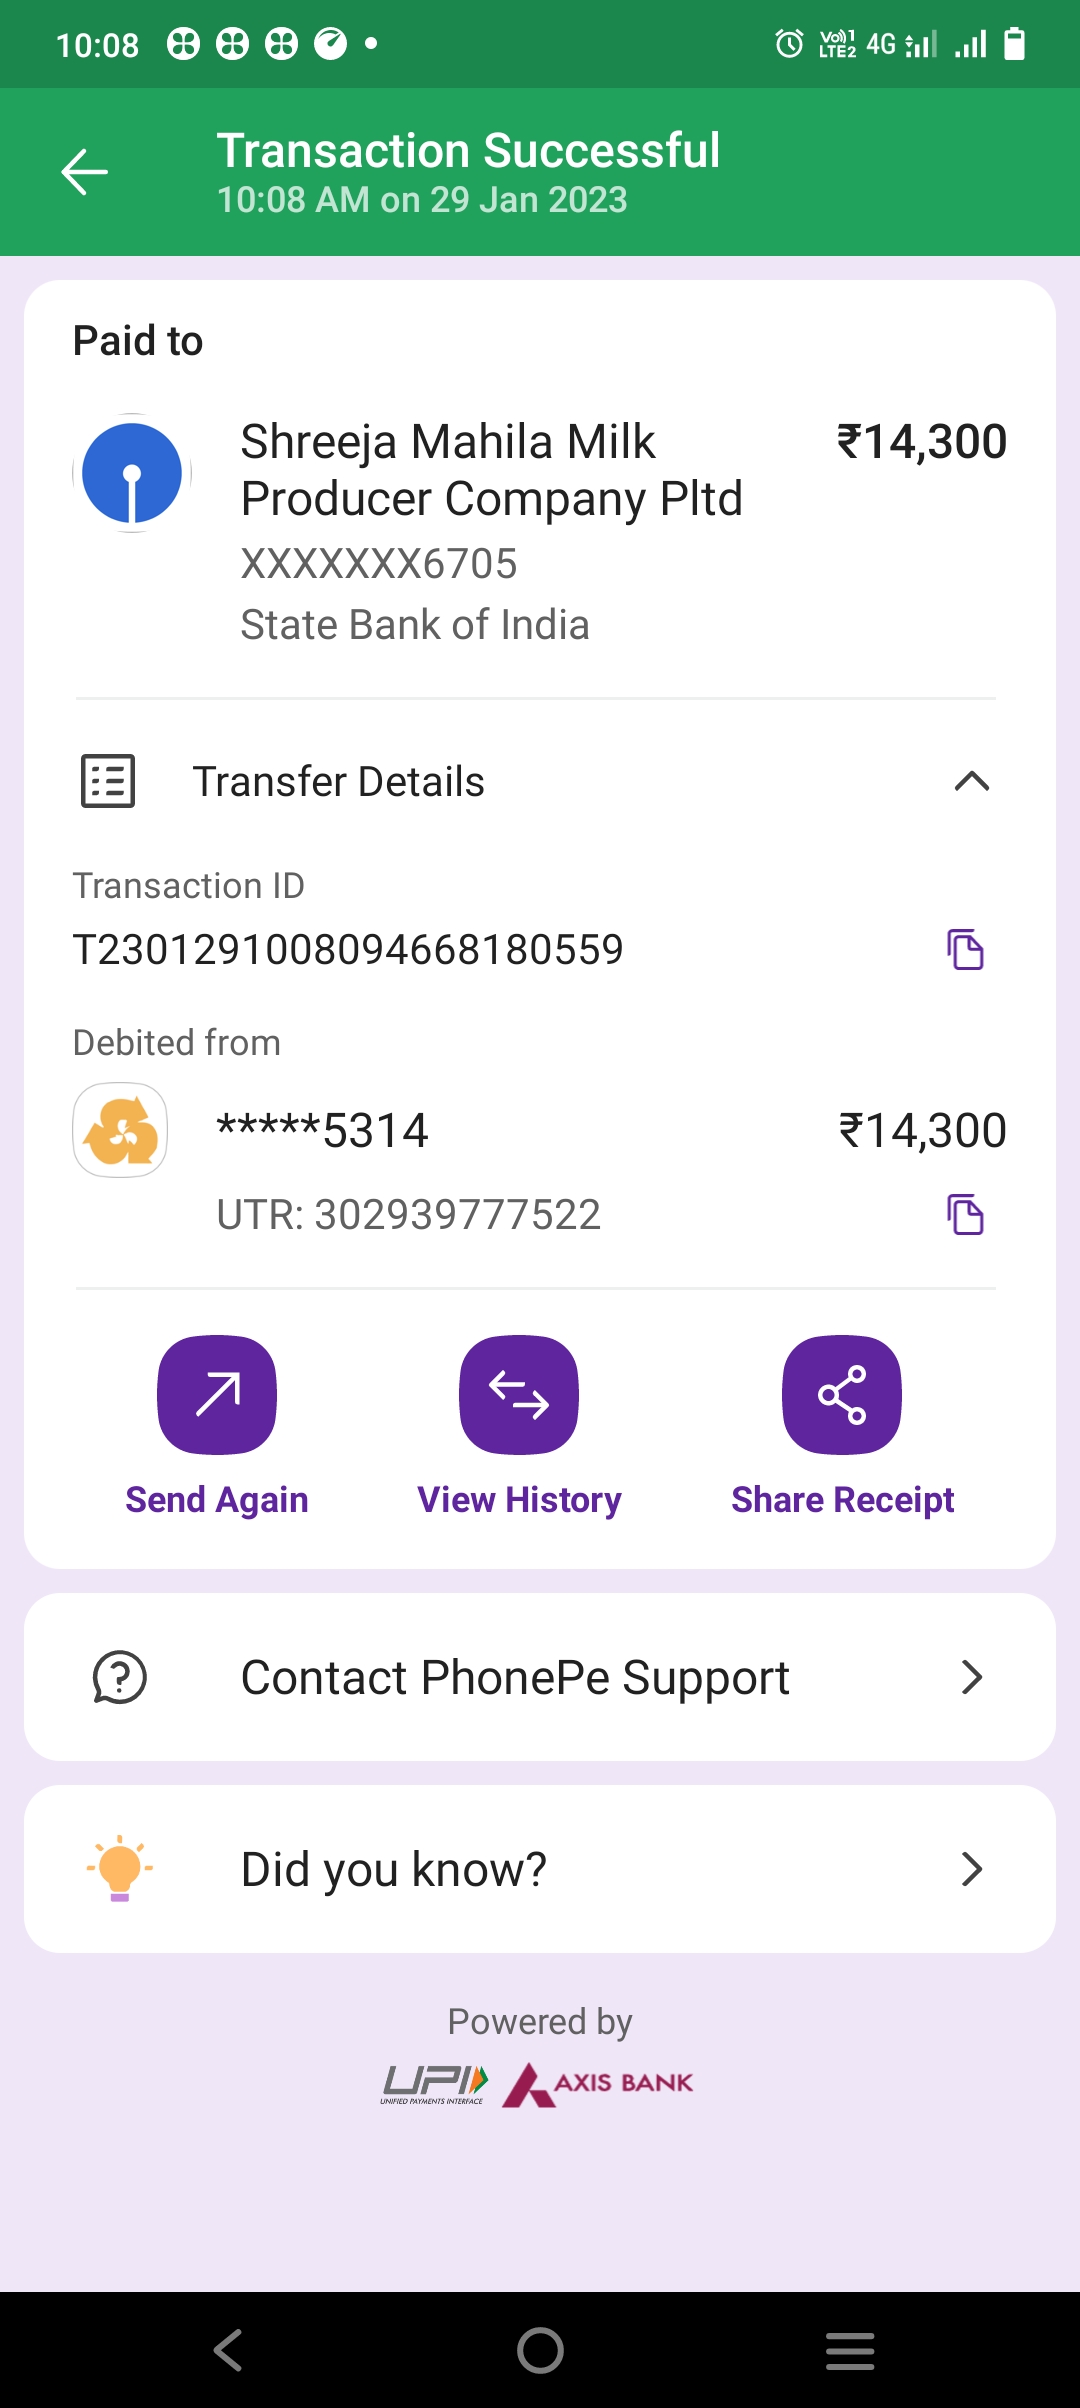 10:08
Vo)) 1
LTE2 4G
Transaction Successful
10:08 AM on 29 Jan 2023
Paid to
Shreeja Mahila Milk ₹14,300
Producer Company Pltd
XXXXXXX6705
State Bank of India
Transfer Details
Transaction ID
T2301291008094668180559
Debited from
*****5314 ₹14,300
UTR: 302939777522
Send Again View History Share Receipt
Contact PhonePe Support
Did you know?
Powered by
UPI AXIS BANK
UNIFIED PAYMENTS INTERFACE